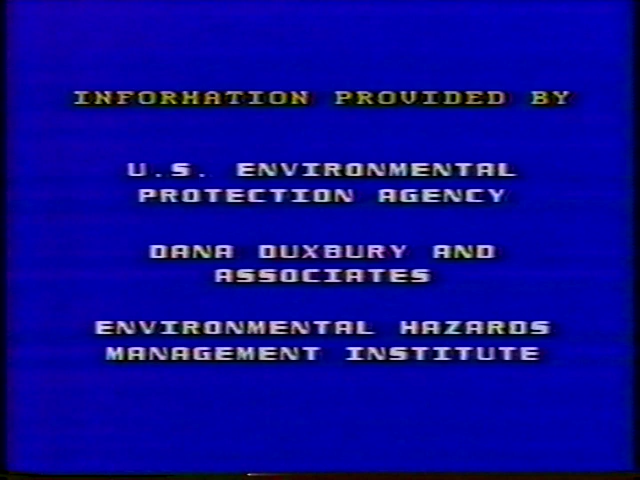 INFORMATION PROVIDED BY
U.S. ENVIRONMENTAL
PROTECTION AGENCY
DANA DUXBURY AND
ASSOCIATES
ENVIRONMENTAL HAZARDS
MANAGEMENT INSTITUTE